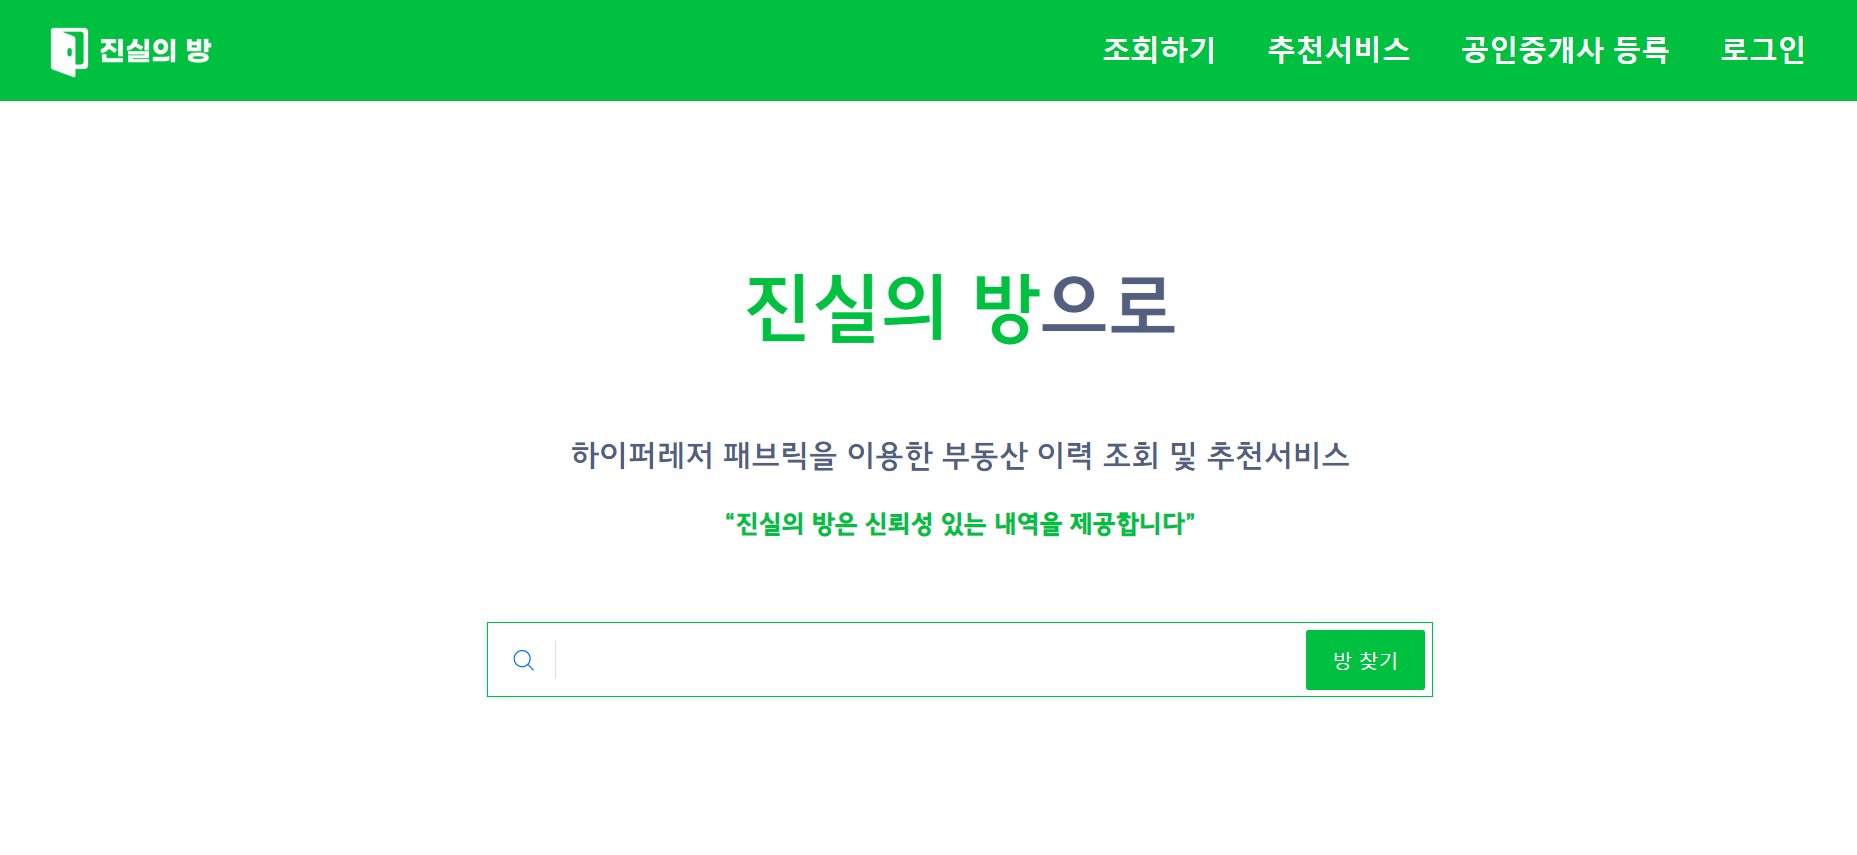 진실의 방
조회하기 추천서비스 공인중개사 등록 로그인
진실의 방으로
하이퍼레저 패브릭을 이용한 부동산 이력 조회 및 추천서비스
“진실의 방은 신뢰성 있는 내역을 제공합니다”
방 찾기